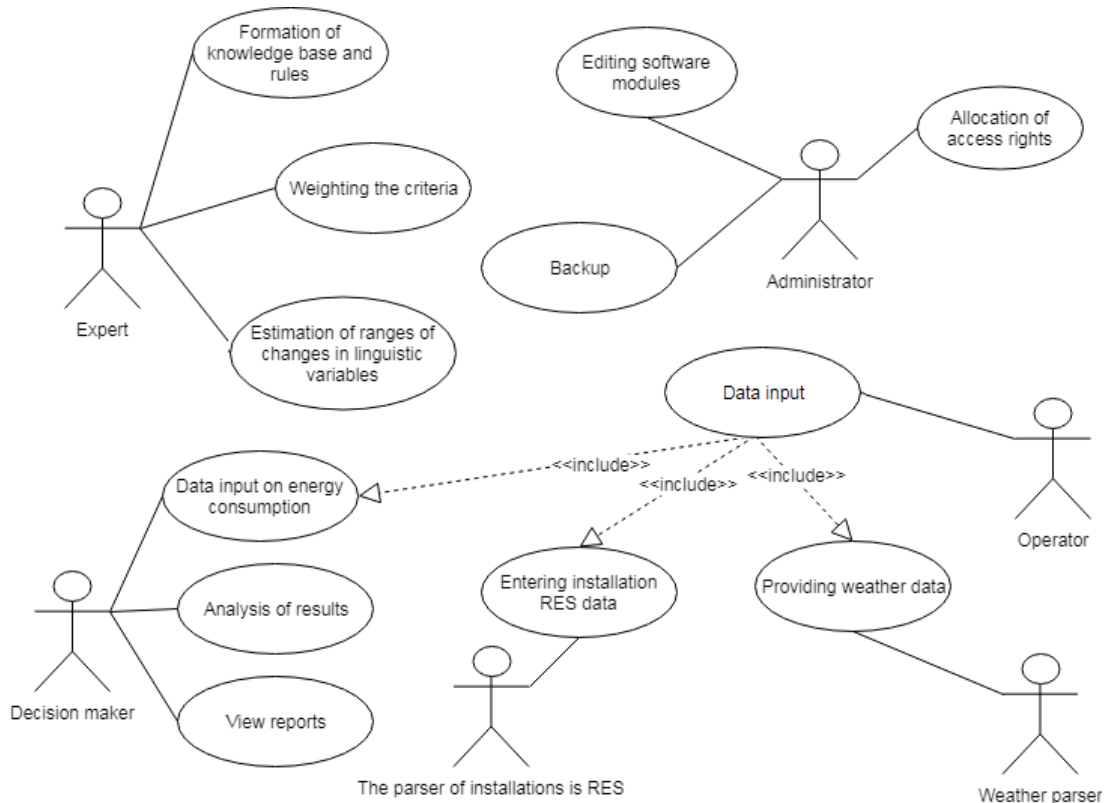 Formation of
knowledge base and
rules
Editing software
modules
Allocation of
access rights
Weighting the criteria
Backup
Administrator
Expert
Estimation of ranges of
changes in linguistic
variables
Data input
<<include>>
<<include>>
<<include>>
Data input on energy
consumption
Operator
Entering installation
RES data
Providing weather data
Analysis of results
Decision maker
View reports
The parser of installations is RES
Weather parser